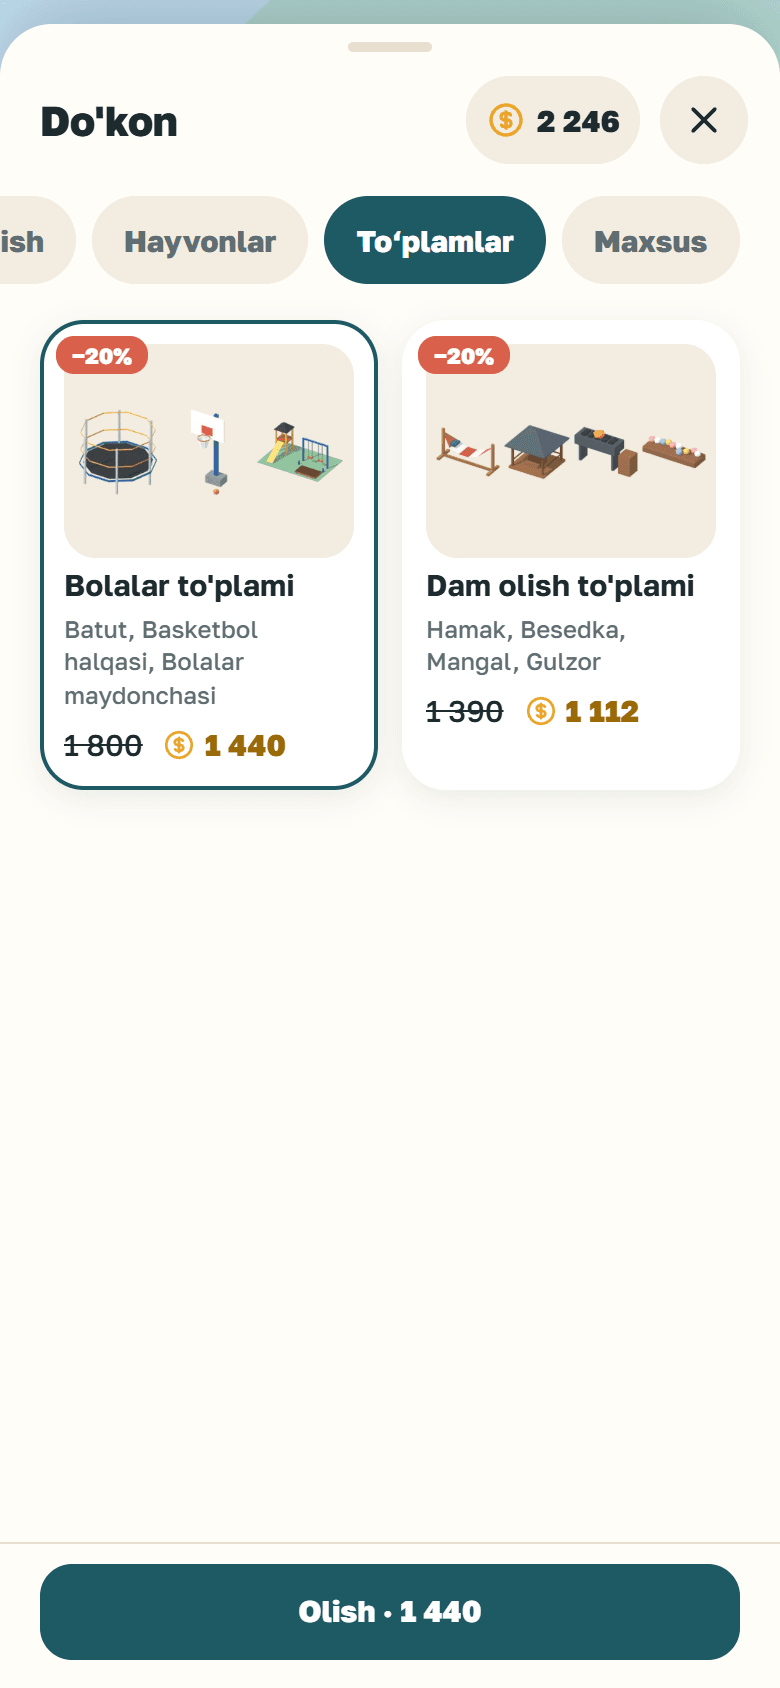 Do'kon
2 246
ish
Hayvonlar
To‘plamlar
Maxsus
−20%
−20%
Bolalar to'plami
Batut, Basketbol
halqasi, Bolalar
maydonchasi
1 800 1 440
Dam olish to'plami
Hamak, Besedka,
Mangal, Gulzor
1 390 1 112
Olish · 1 440